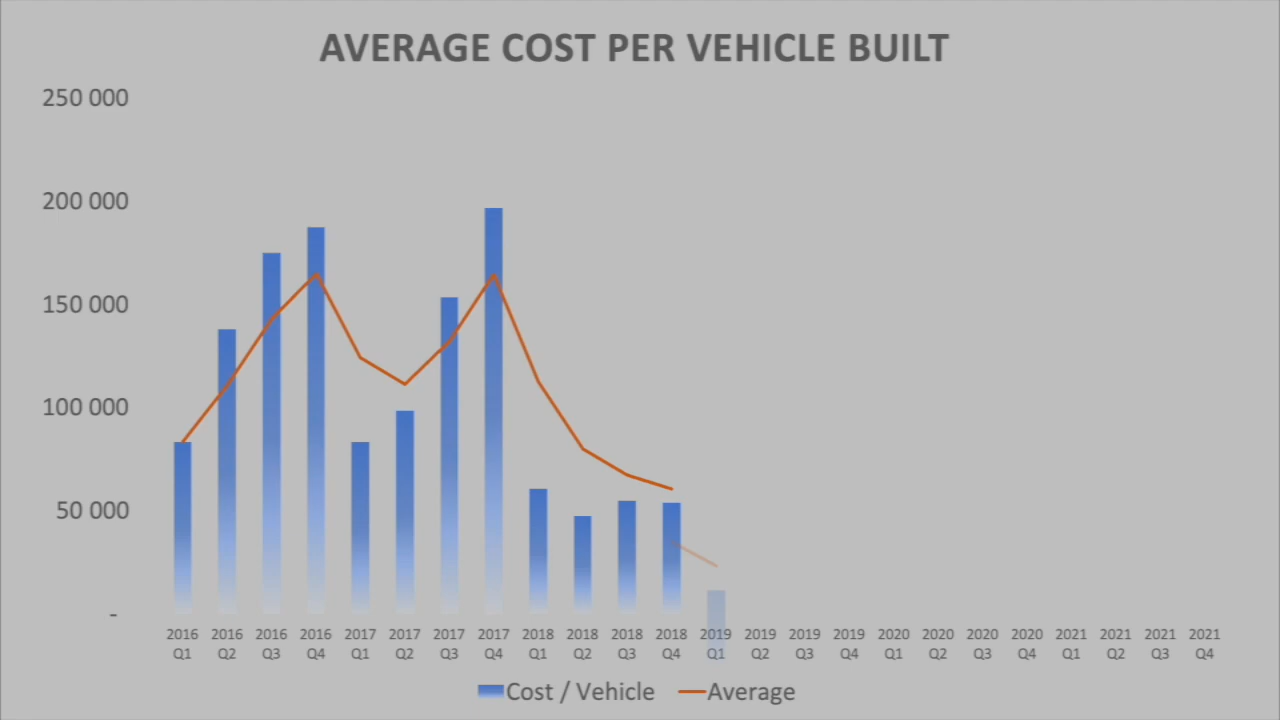 AVERAGE COST PER VEHICLE BUILT
250 000
200 000
150 000
100 000
50 000
-
2016 2016 2016 2016 2017 2017 2017 2017 2018 2018 2018 2018 2019 2019 2019 2019 2020 2020 2020 2020 2021 2021 2021 2021
Q1 Q2 Q3 Q4 Q1 Q2 Q3 Q4 Q1 Q2 Q3 Q4 Q1 Q2 Q3 Q4 Q1 Q2 Q3 Q4 Q1 Q2 Q3 Q4
Cost / Vehicle Average